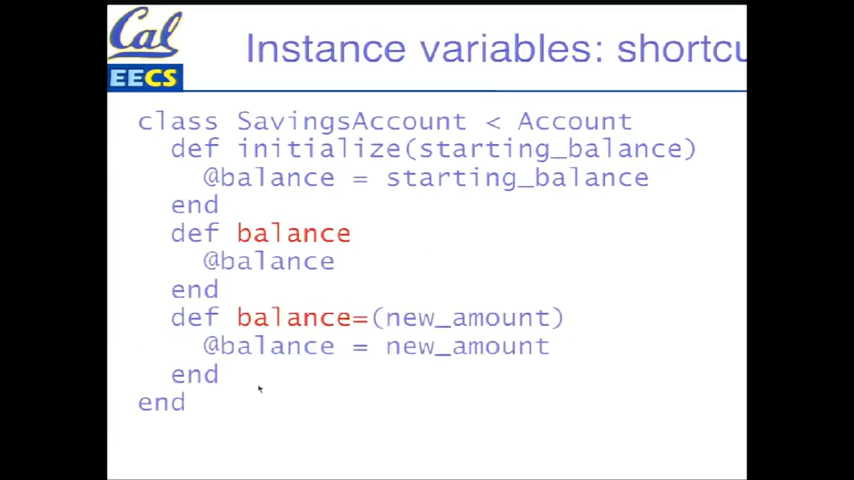 Cal
EECS
Instance variables: shortcu
class SavingsAccount < Account
def initialize(starting_balance)
@balance = starting_balance
end
def balance
@balance
end
def balance=(new_amount)
@balance = new_amount
end
end